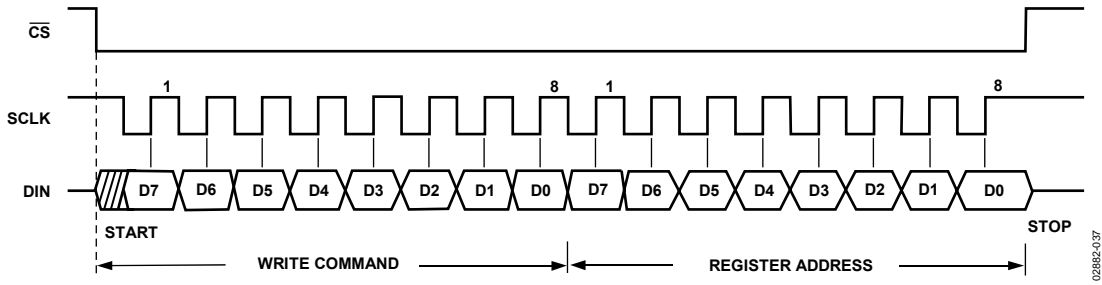 CS
1 8 1 8
SCLK
DIN D7 D6 D5 D4 D3 D2 D1 D0 D7 D6 D5 D4 D3 D2 D1 D0
START STOP
WRITE COMMAND REGISTER ADDRESS
02882-037